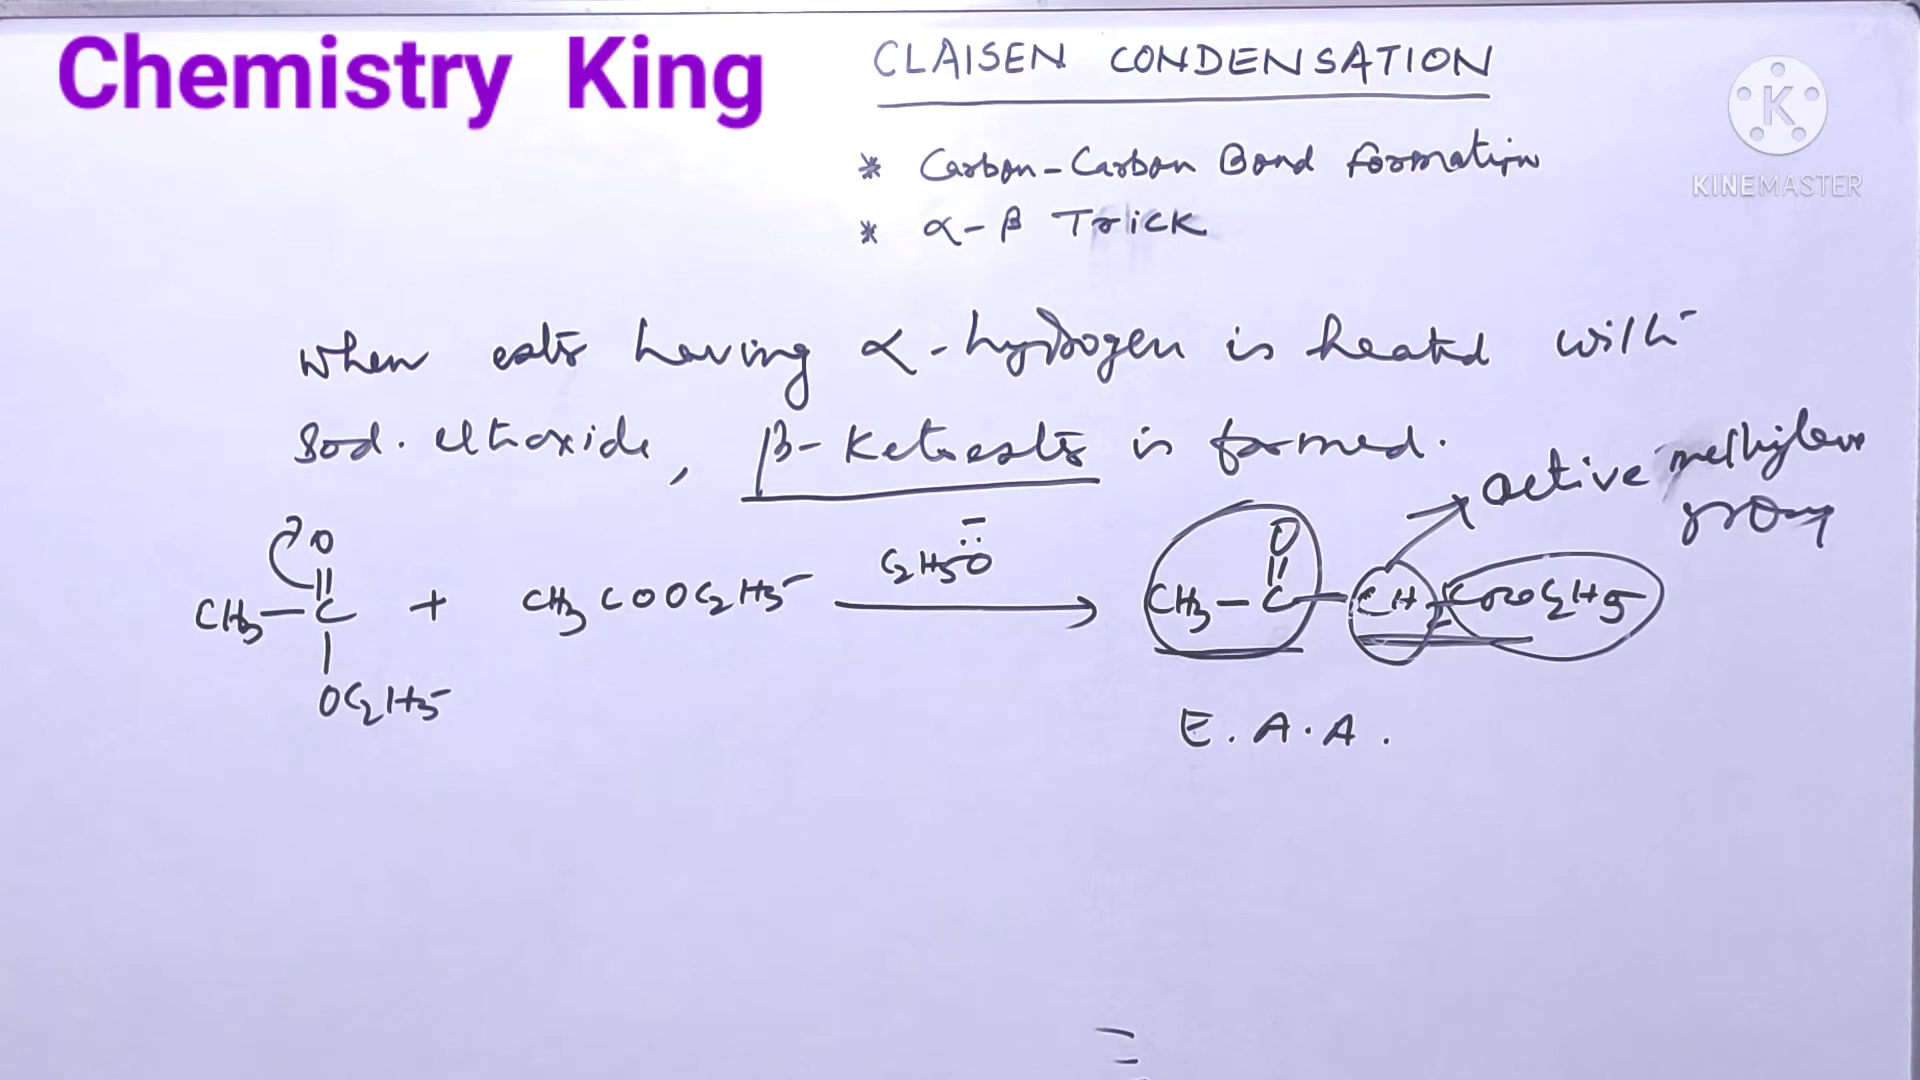 Chemistry King
CLAISEN CONDENSATION
K
KINEMASTER
* Carbon-Carbon Bond formation
* α-β Trick
When ester having α-hydrogen is heated with
Sod. ethoxide, β-Ketoester is formed.
active methylene
group
O
CH₃-C + CH₃COOC₂H₅
OC₂H₅
C₂H₅Ö⁻
O
CH₃-C-CH₂-COOC₂H₅
E.A.A.